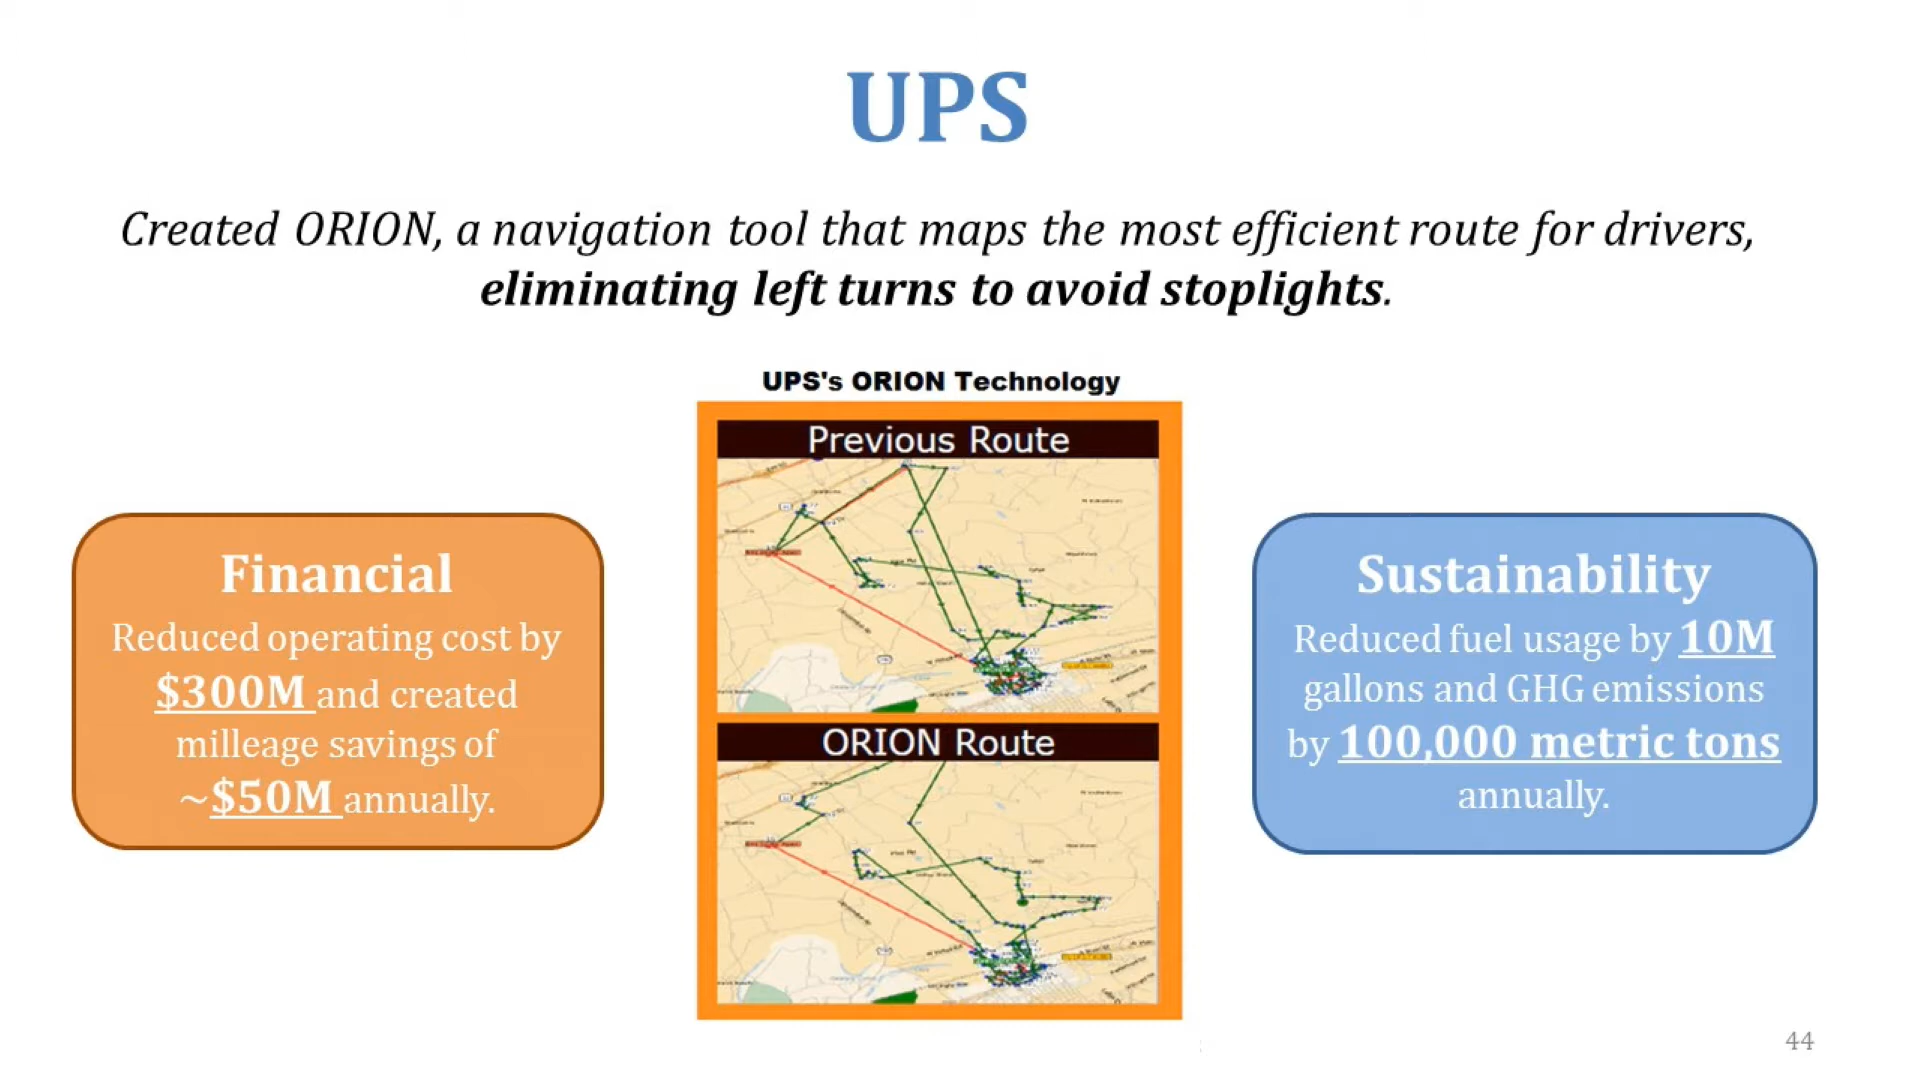 UPS
Created ORION, a navigation tool that maps the most efficient route for drivers,
eliminating left turns to avoid stoplights.
UPS's ORION Technology
Previous Route
Financial
Reduced operating cost by
$300M and created
milleage savings of
~$50M annually.
Sustainability
Reduced fuel usage by 10M
gallons and GHG emissions
by 100,000 metric tons
annually.
ORION Route
44